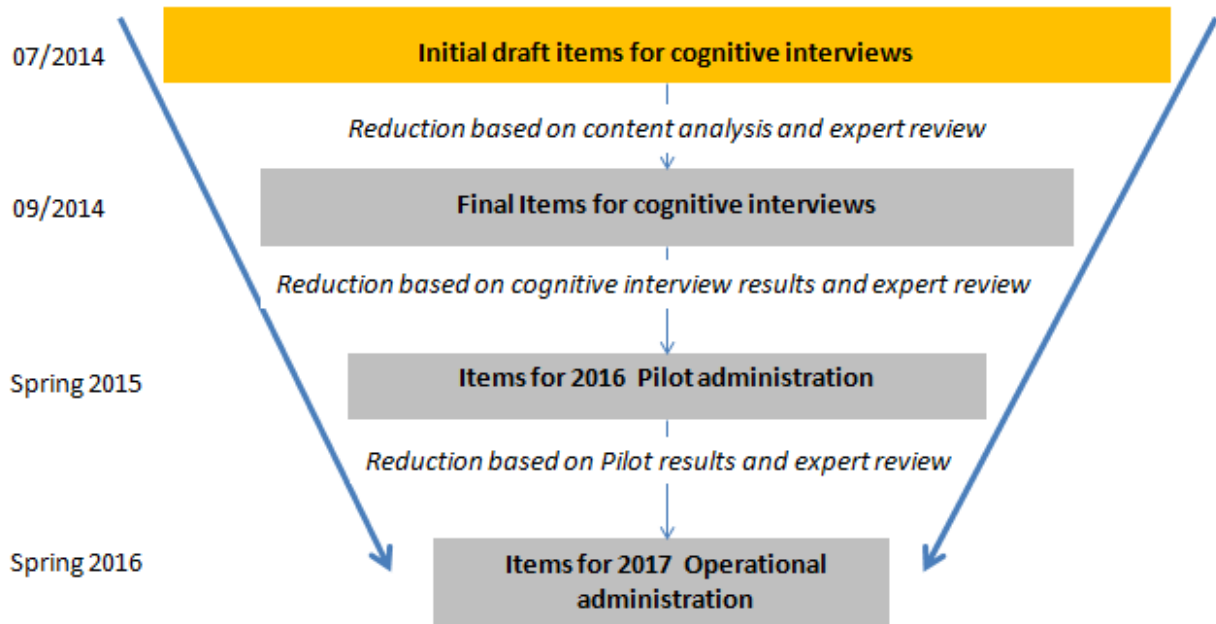 07/2014
Initial draft items for cognitive interviews
Reduction based on content analysis and expert review
09/2014
Final Items for cognitive interviews
Reduction based on cognitive interview results and expert review
Spring 2015
Items for 2016 Pilot administration
Reduction based on Pilot results and expert review
Spring 2016
Items for 2017 Operational
administration